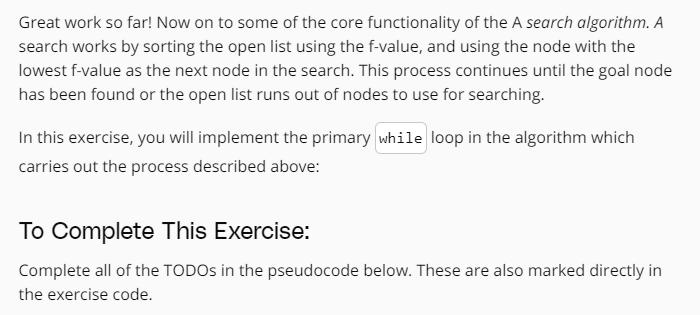 Great work so far! Now on to some of the core functionality of the A search algorithm. A
search works by sorting the open list using the f-value, and using the node with the
lowest f-value as the next node in the search. This process continues until the goal node
has been found or the open list runs out of nodes to use for searching.
In this exercise, you will implement the primary while loop in the algorithm which
carries out the process described above:
To Complete This Exercise:
Complete all of the TODOs in the pseudocode below. These are also marked directly in
the exercise code.